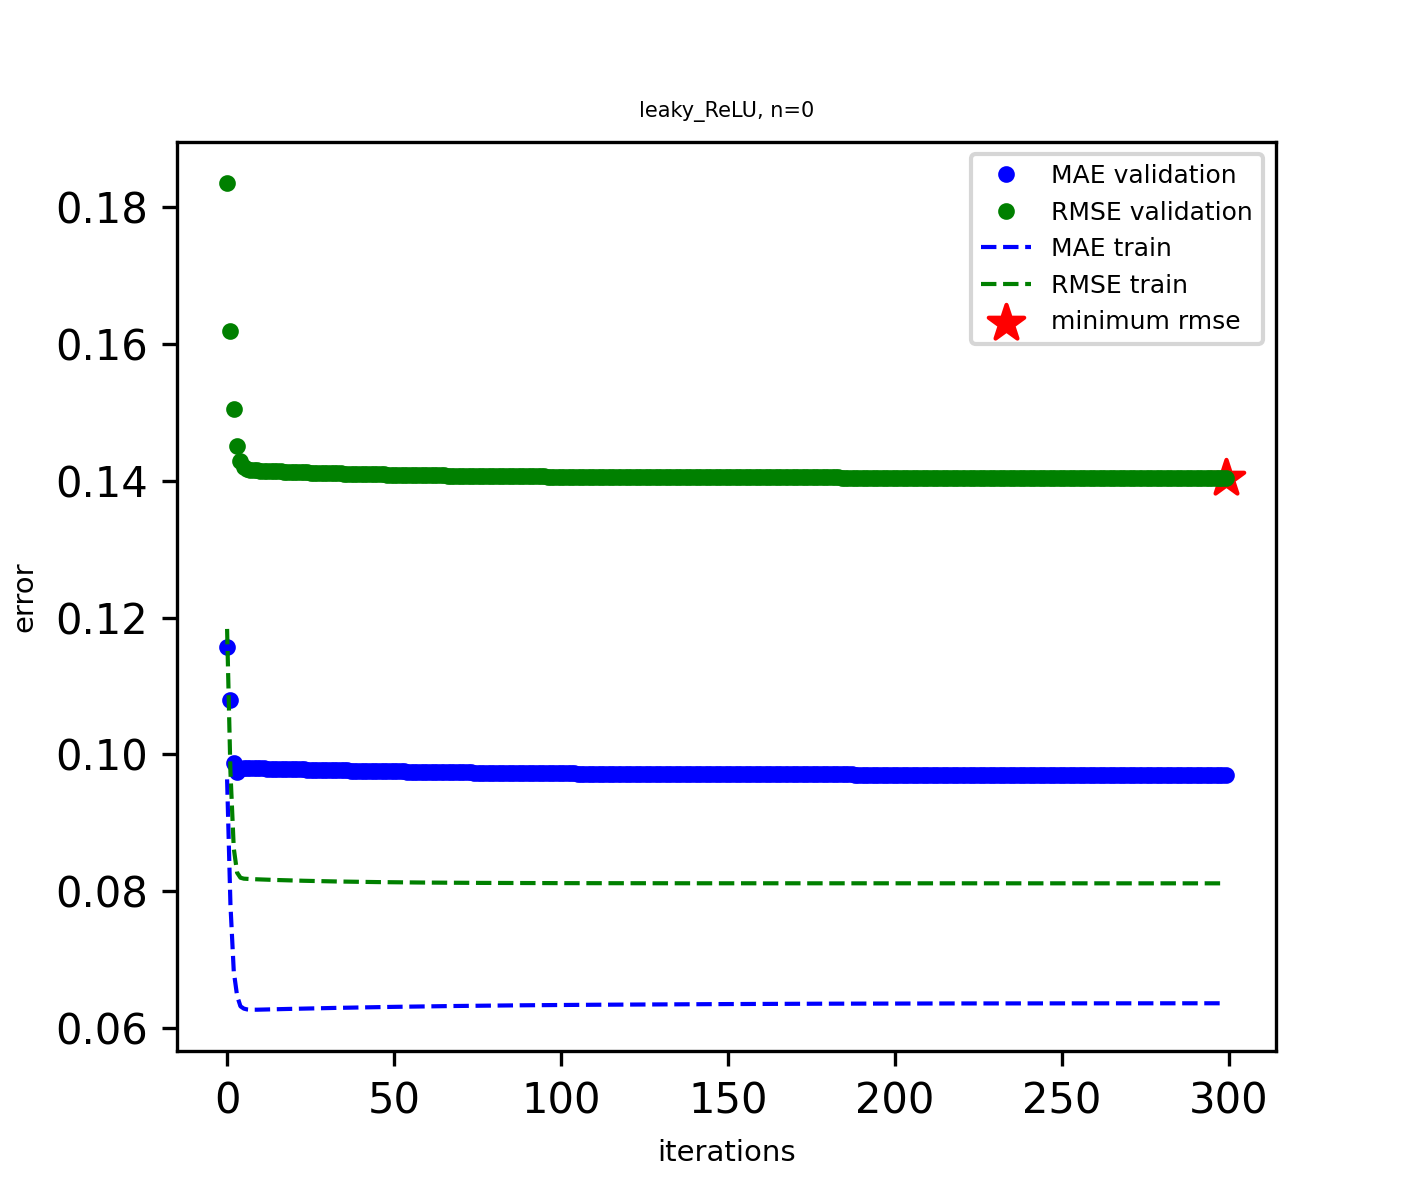 leaky_ReLU, n=0
MAE validation
RMSE validation
MAE train
RMSE train
minimum rmse
0.18
0.16
0.14
0.12
0.10
0.08
0.06
error
0 50 100 150 200 250 300
iterations